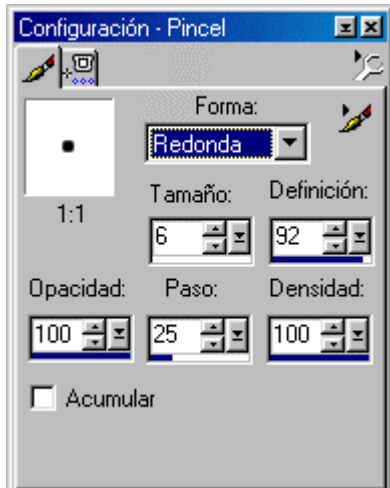 Configuración - Pincel
Forma:
Redonda
1:1
Tamaño:
Definición:
6
92
Opacidad:
Paso:
Densidad:
100
25
100
Acumular